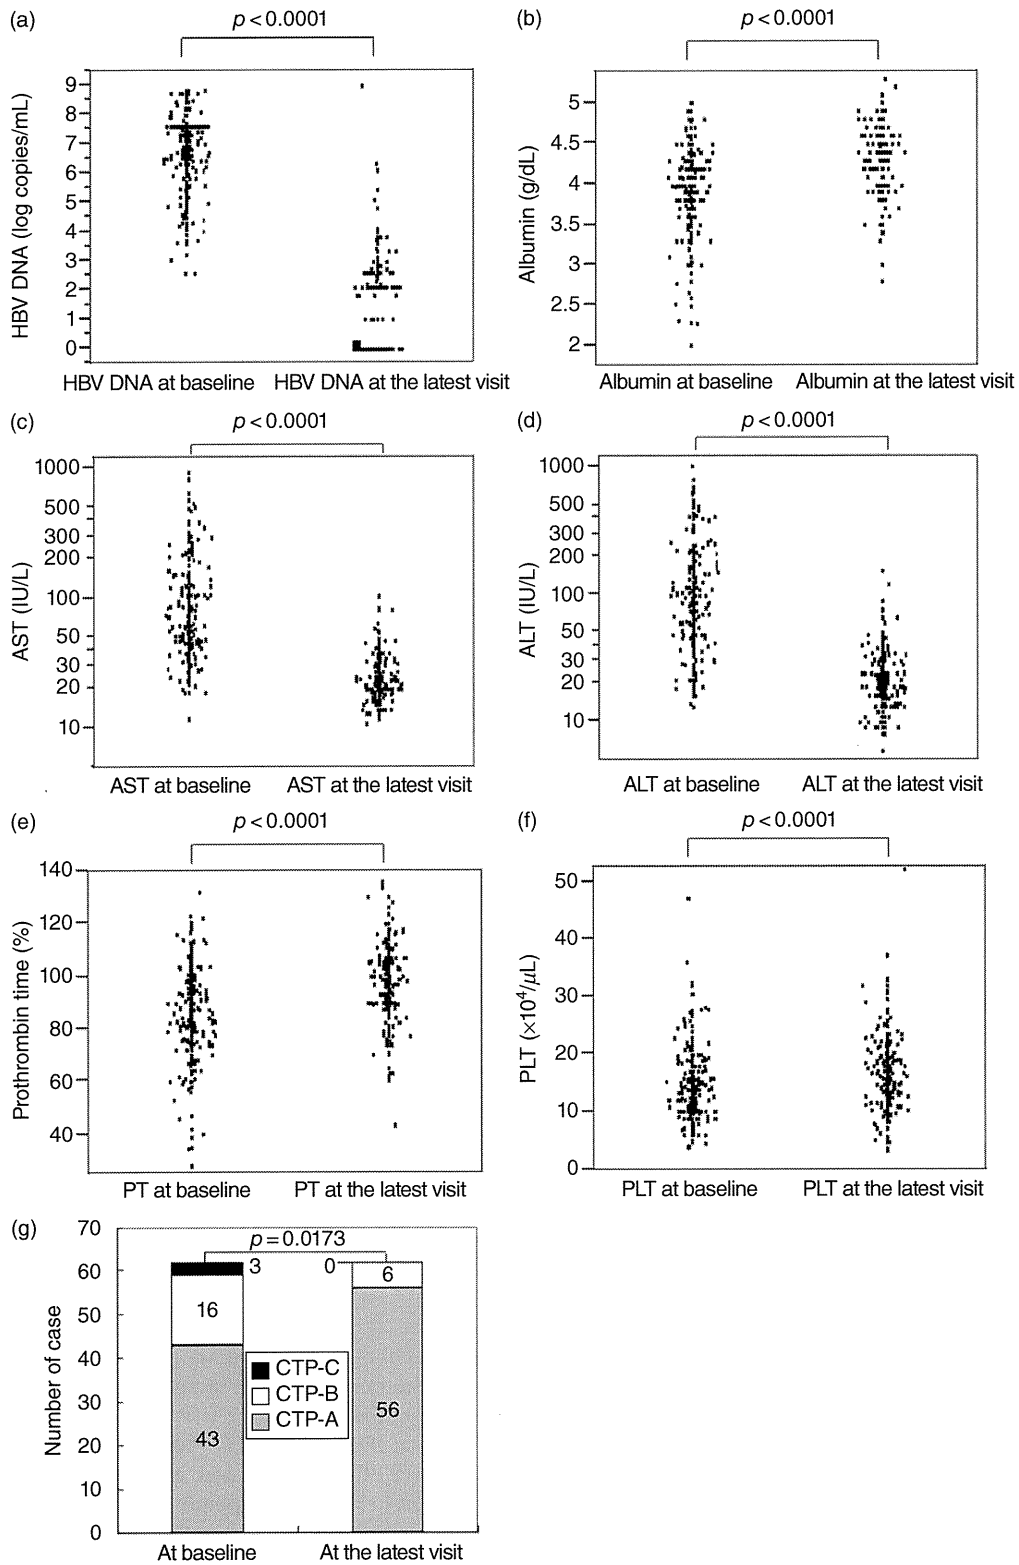 (a)
p < 0.0001
HBV DNA (log copies/mL)
9
8
7
6
5
4
3
2
1
0
HBV DNA at baseline
HBV DNA at the latest visit
(b)
p < 0.0001
Albumin (g/dL)
5
4.5
4
3.5
3
2.5
2
Albumin at baseline
Albumin at the latest visit
(c)
p < 0.0001
AST (IU/L)
1000
500
300
200
100
50
30
20
10
AST at baseline
AST at the latest visit
(d)
p < 0.0001
ALT (IU/L)
1000
500
300
200
100
50
30
20
10
ALT at baseline
ALT at the latest visit
(e)
p < 0.0001
Prothrombin time (%)
140
120
100
80
60
40
PT at baseline
PT at the latest visit
(f)
p < 0.0001
PLT (×10⁴/μL)
50
40
30
20
10
0
PLT at baseline
PLT at the latest visit
(g)
p = 0.0173
Number of case
70
60
50
40
30
20
10
0
3
16
43
0
6
56
CTP-C
CTP-B
CTP-A
At baseline
At the latest visit